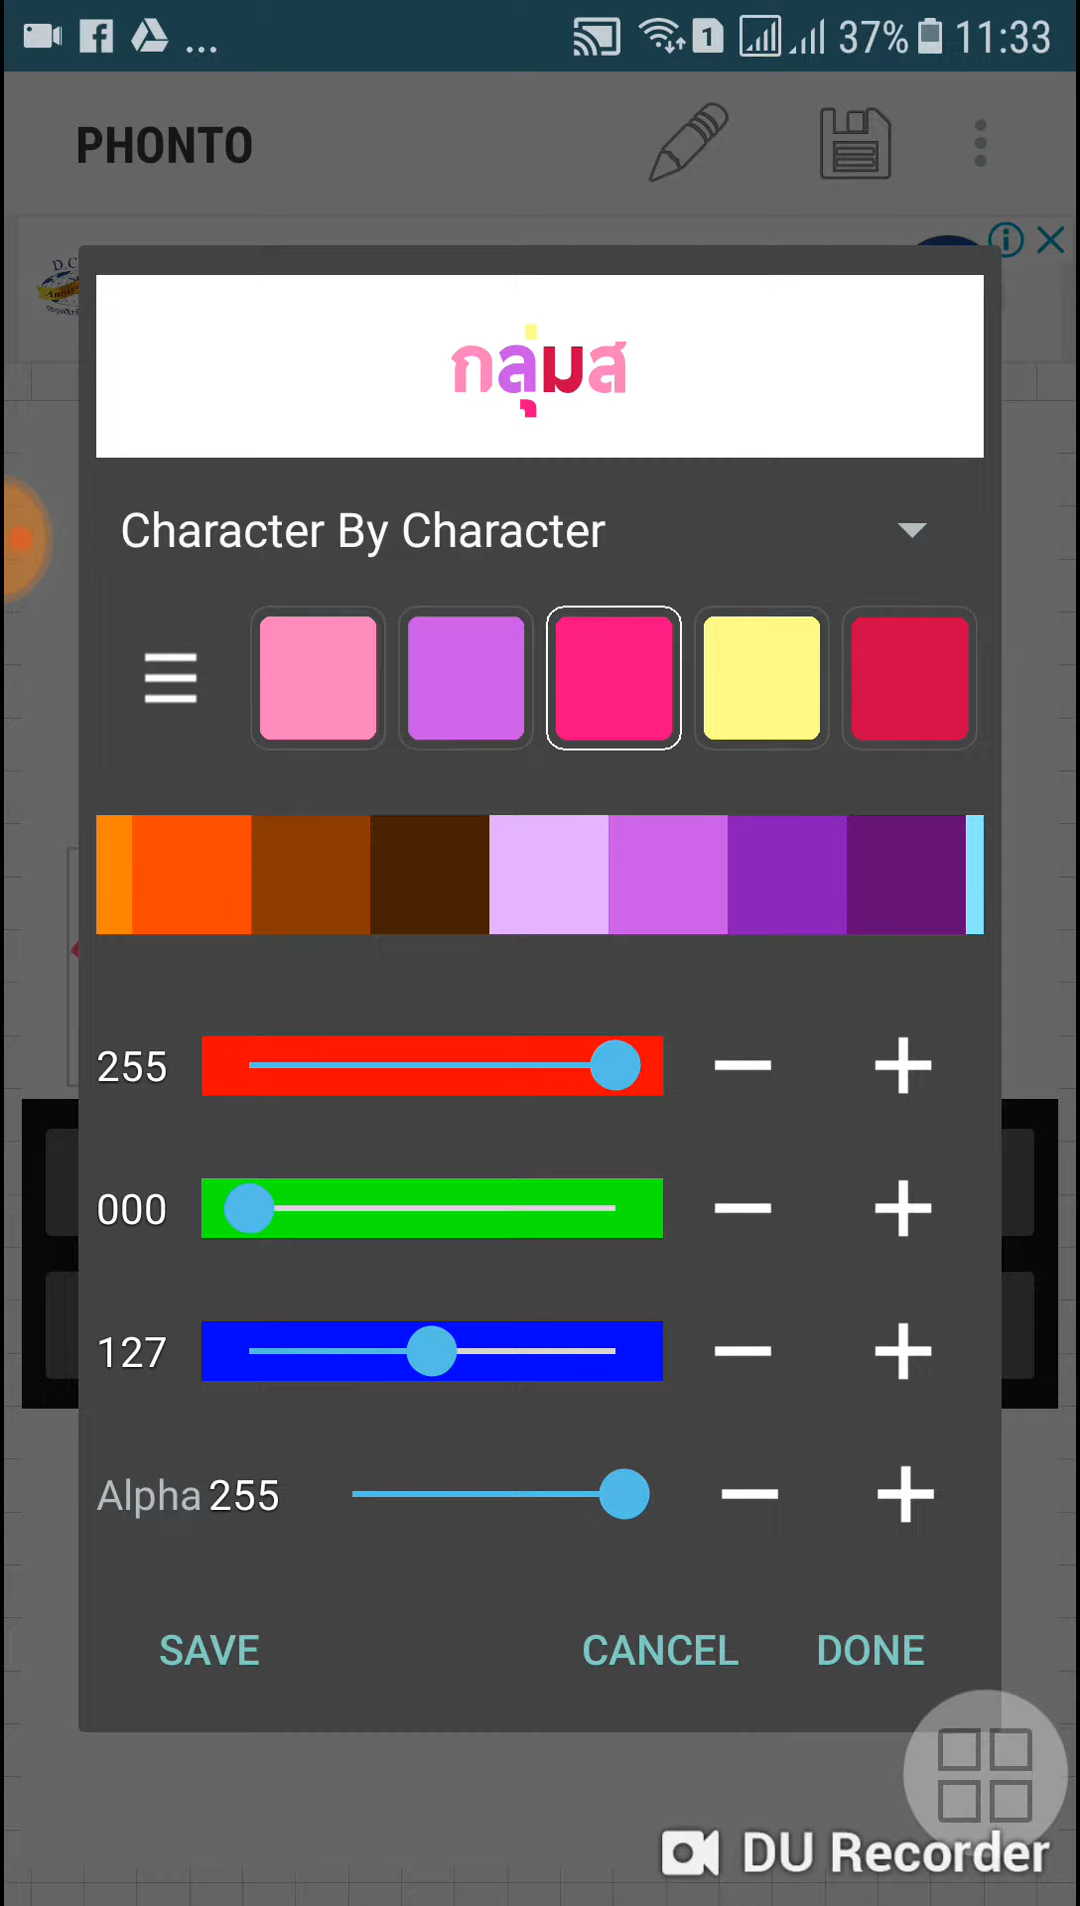 ... 1 37% 11:33
PHONTO
D.C
กลุ่มส
Character By Character
255
000
127
Alpha 255
SAVE CANCEL DONE
DU Recorder